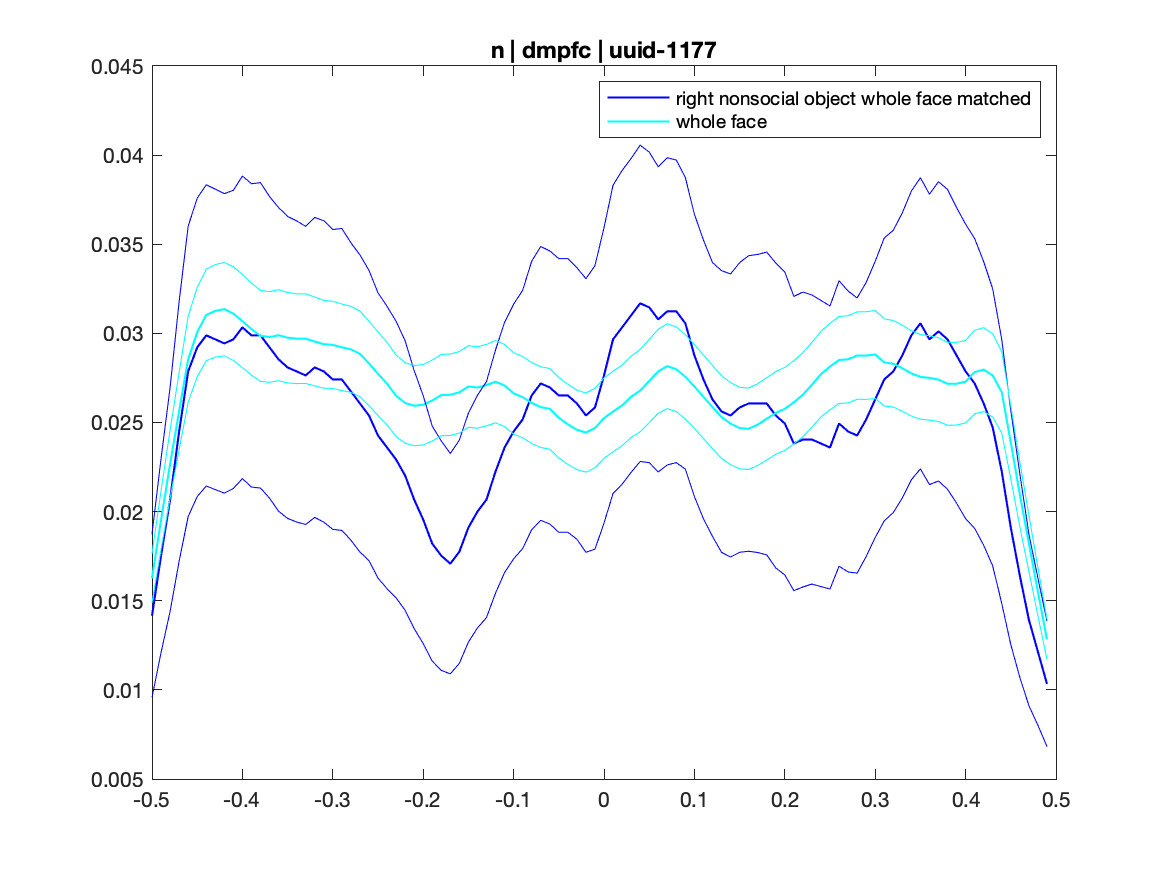 n | dmpfc | uuid-1177
right nonsocial object whole face matched
whole face
0.045
0.04
0.035
0.03
0.025
0.02
0.015
0.01
0.005
-0.5 -0.4 -0.3 -0.2 -0.1 0 0.1 0.2 0.3 0.4 0.5